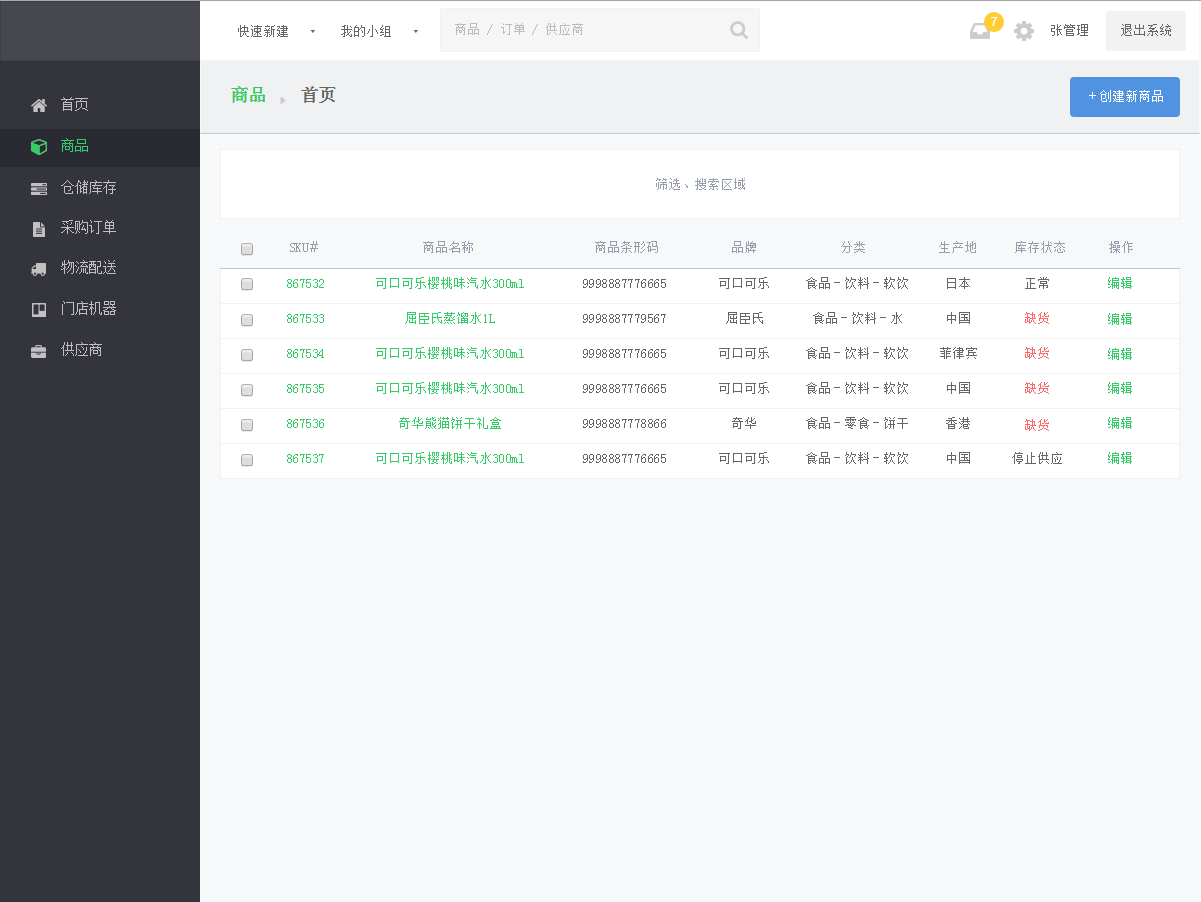 快速新建 我的小组 商品 / 订单 / 供应商 7 张管理 退出系统
商品 首页 +创建新商品
首页
商品
仓储库存
采购订单
物流配送
门店机器
供应商
筛选、搜索区域
SKU# 商品名称 商品条形码 品牌 分类 生产地 库存状态 操作
867532 可口可乐樱桃味汽水300ml 9998887776665 可口可乐 食品-饮料-软饮 日本 正常 编辑
867533 屈臣氏蒸馏水1L 9998887779567 屈臣氏 食品-饮料-水 中国 缺货 编辑
867534 可口可乐樱桃味汽水300ml 9998887776665 可口可乐 食品-饮料-软饮 菲律宾 缺货 编辑
867535 可口可乐樱桃味汽水300ml 9998887776665 可口可乐 食品-饮料-软饮 中国 缺货 编辑
867536 奇华熊猫饼干礼盒 9998887778866 奇华 食品-零食-饼干 香港 缺货 编辑
867537 可口可乐樱桃味汽水300ml 9998887776665 可口可乐 食品-饮料-软饮 中国 停止供应 编辑